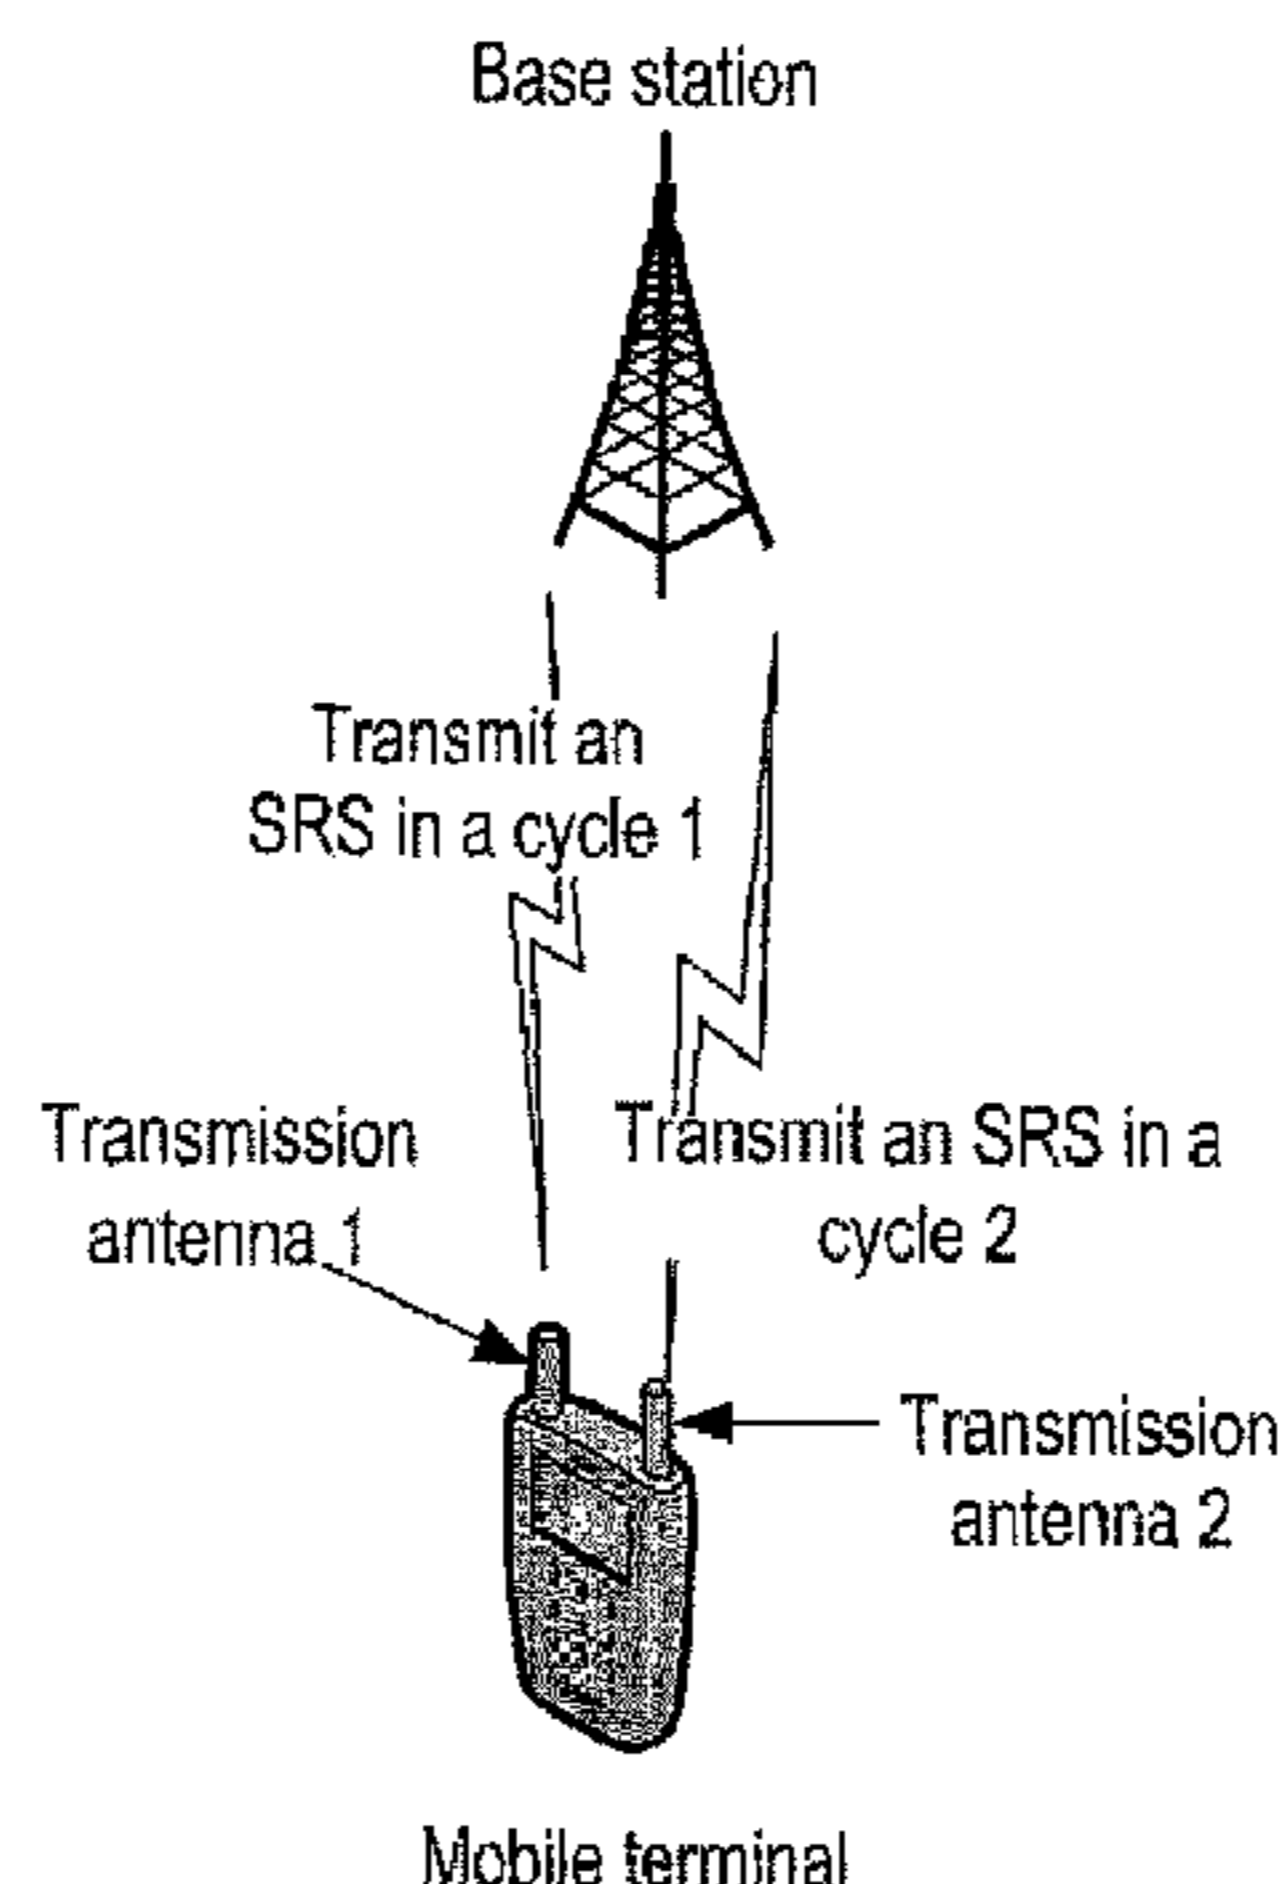 Base station
Transmit an
SRS in a cycle 1
Transmission
antenna 1
Transmit an SRS in a
cycle 2
Transmission
antenna 2
Mobile terminal